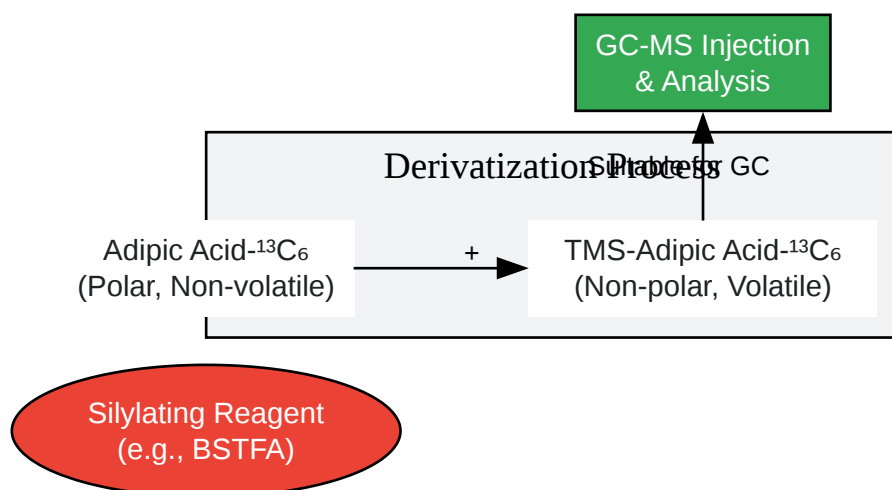 GC-MS Injection
& Analysis
Derivatization Process
Suitable for GC
Adipic Acid-¹³C₆
(Polar, Non-volatile)
+
TMS-Adipic Acid-¹³C₆
(Non-polar, Volatile)
Silylating Reagent
(e.g., BSTFA)